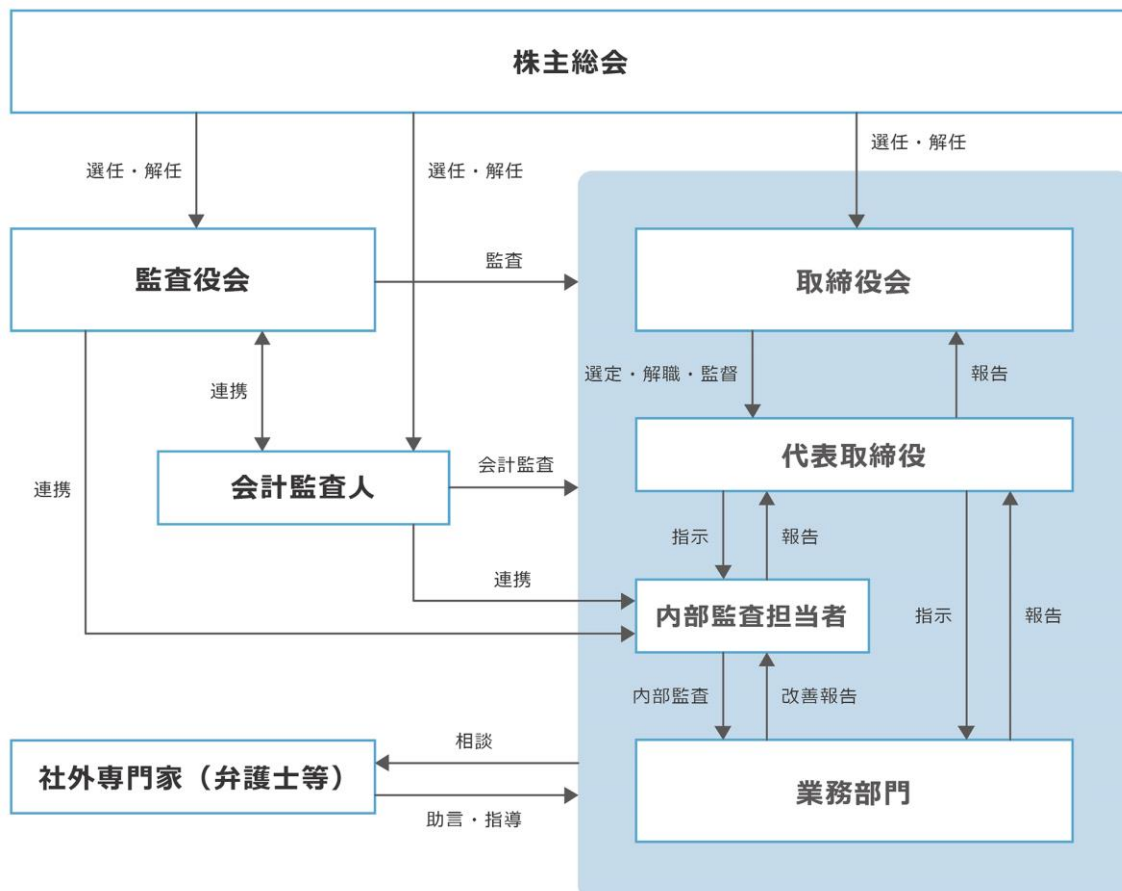 株主総会
選任・解任
選任・解任
選任・解任
監査役会
監査
取締役会
連携
選定・解職・監督
報告
代表取締役
会計監査人
会計監査
連携
指示
報告
連携
内部監査担当者
指示
報告
内部監査
改善報告
社外専門家（弁護士等）
相談
助言・指導
業務部門